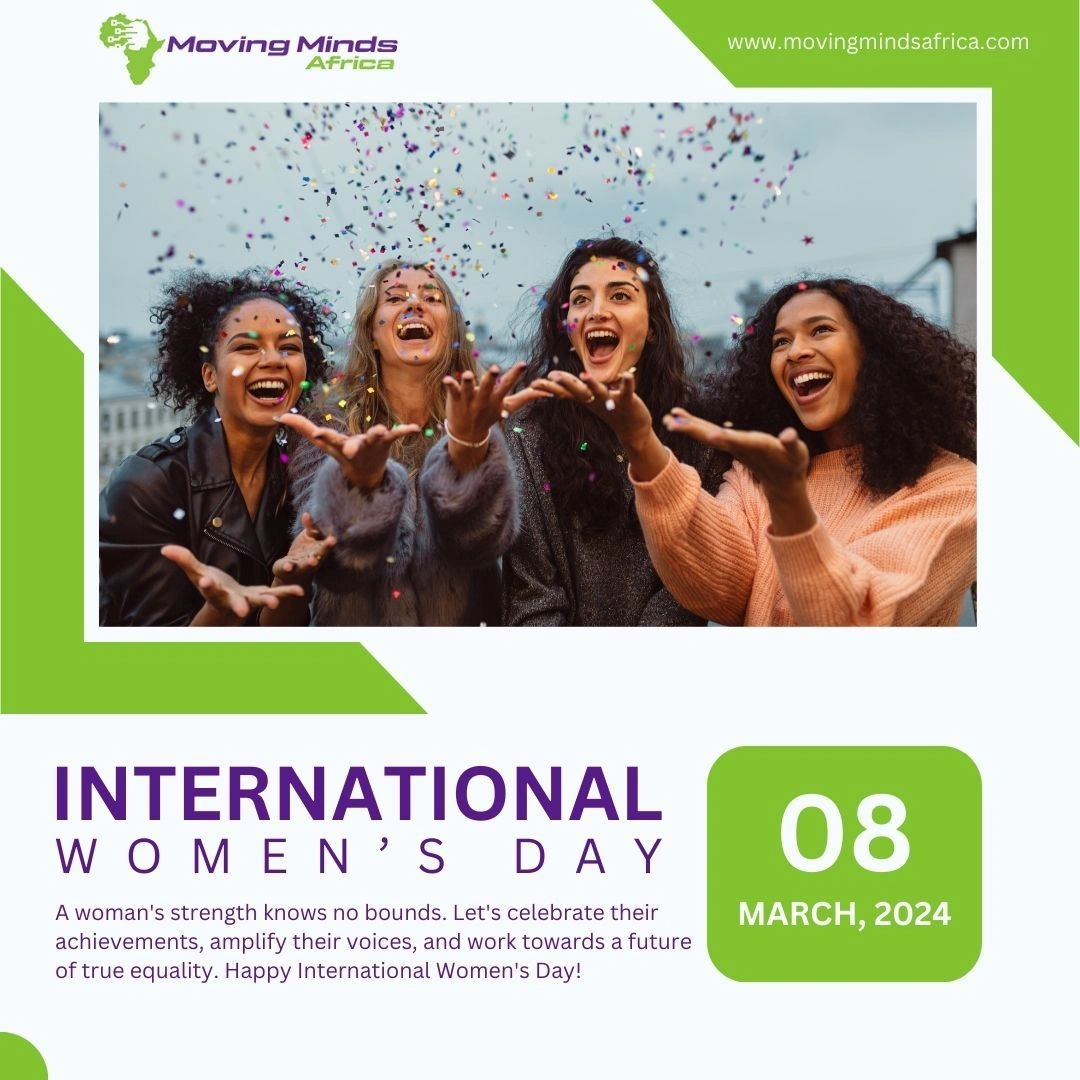 Moving Minds
Africa
www.movingmindsafrica.com
INTERNATIONAL
WOMEN’S DAY
A woman's strength knows no bounds. Let's celebrate their
achievements, amplify their voices, and work towards a future
of true equality. Happy International Women's Day!
08
MARCH, 2024